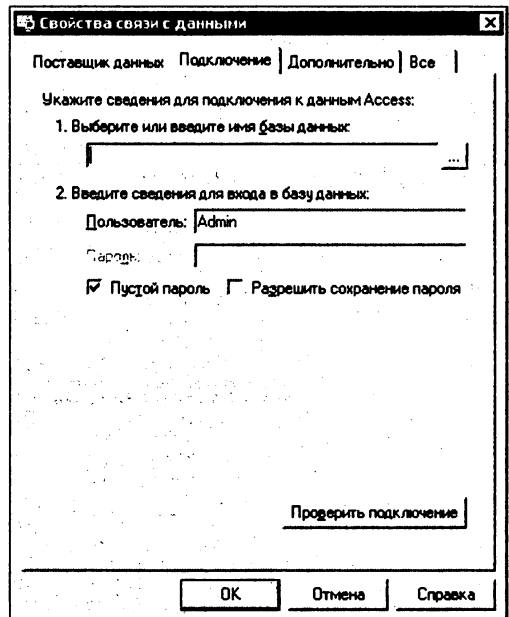 Свойства связи с данными
Поставщик данных Подключение Дополнительно Все
Укажите сведения для подключения к данным Access:
1. Выберите или введите имя базы данных:
...
2. Введите сведения для входа в базу данных:
Пользователь: Admin
Пароль:
Пустой пароль Разрешить сохранение пароля
Проверить подключение
OK Отмена Справка